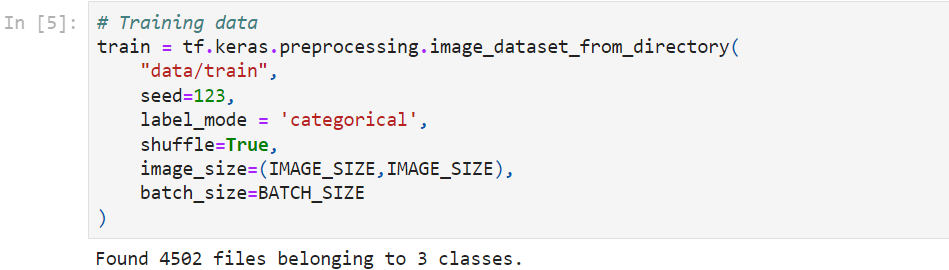 In [5]: # Training data
train = tf.keras.preprocessing.image_dataset_from_directory(
    "data/train",
    seed=123,
    label_mode = 'categorical',
    shuffle=True,
    image_size=(IMAGE_SIZE,IMAGE_SIZE),
    batch_size=BATCH_SIZE
)
Found 4502 files belonging to 3 classes.